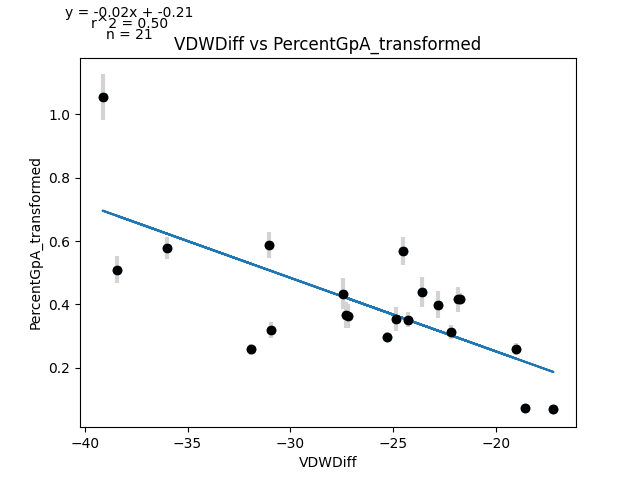 y = -0.02x + -0.21
r^2 = 0.50
n = 21
VDWDiff vs PercentGpA_transformed
PercentGpA_transformed
1.0
0.8
0.6
0.4
0.2
−40
−35
−30
−25
−20
VDWDiff